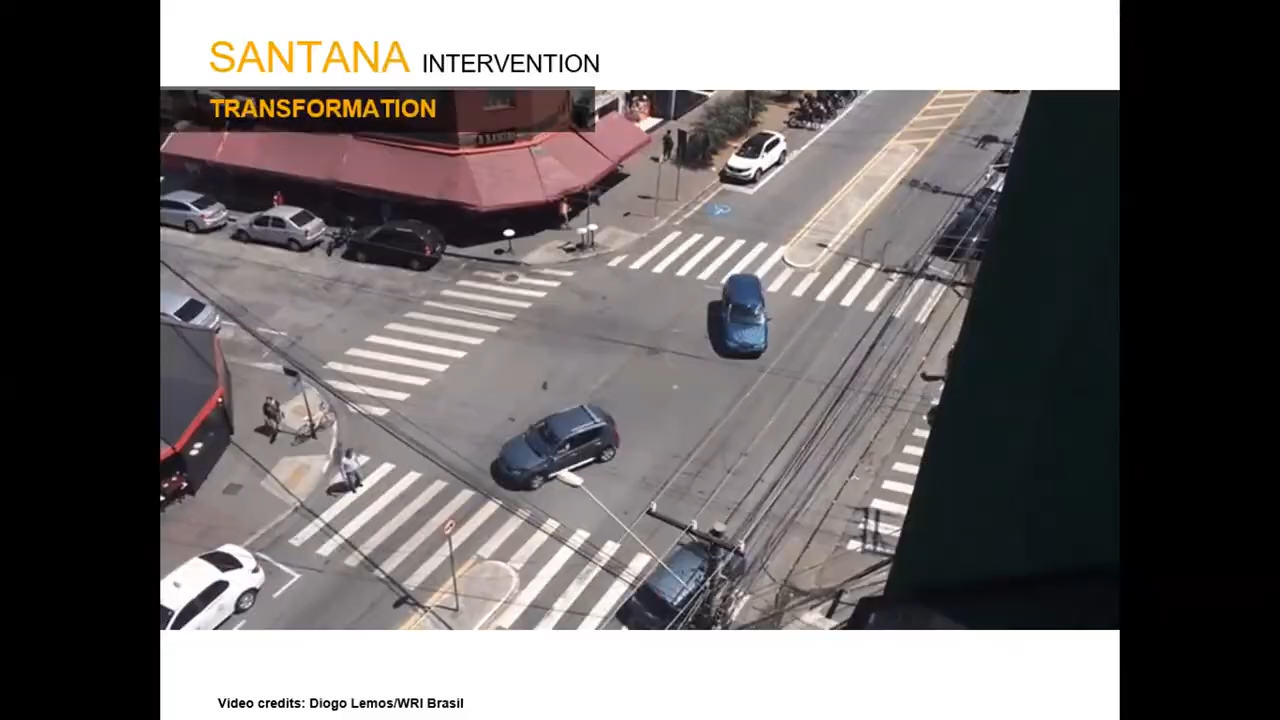 SANTANA INTERVENTION
TRANSFORMATION
Video credits: Diogo Lemos/WRI Brasil